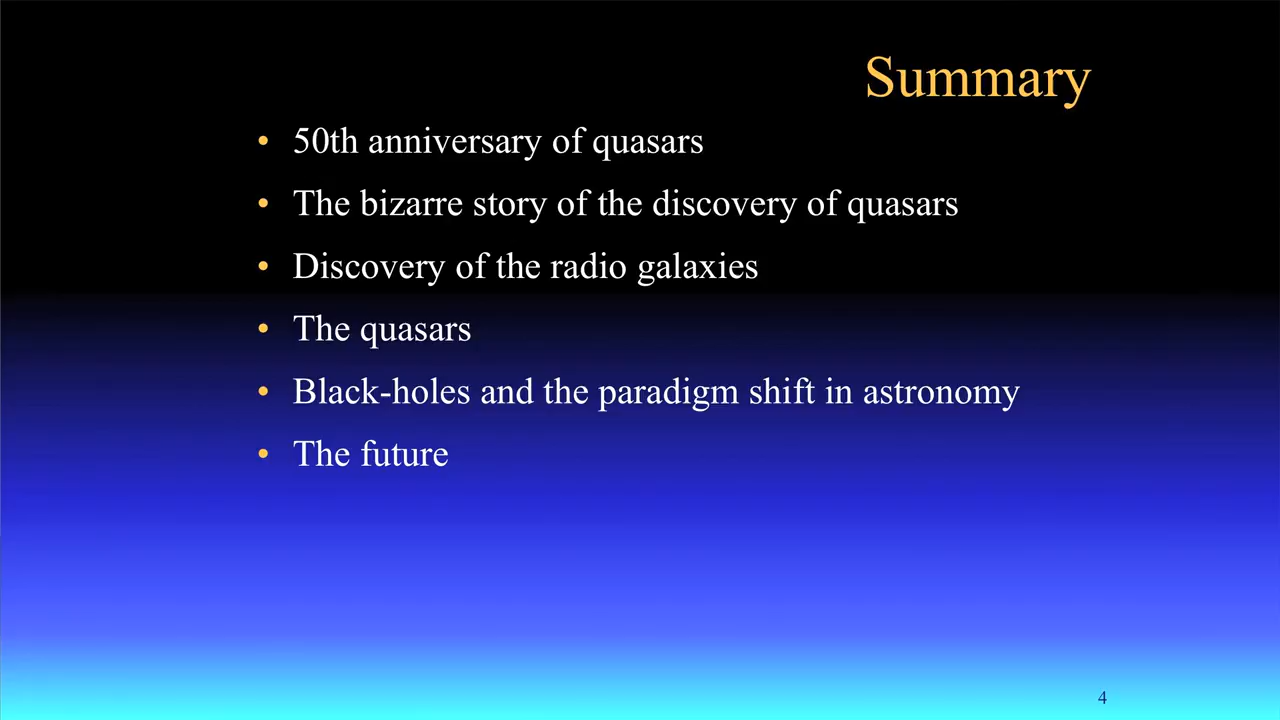 Summary
• 50th anniversary of quasars
• The bizarre story of the discovery of quasars
• Discovery of the radio galaxies
• The quasars
• Black-holes and the paradigm shift in astronomy
• The future
4